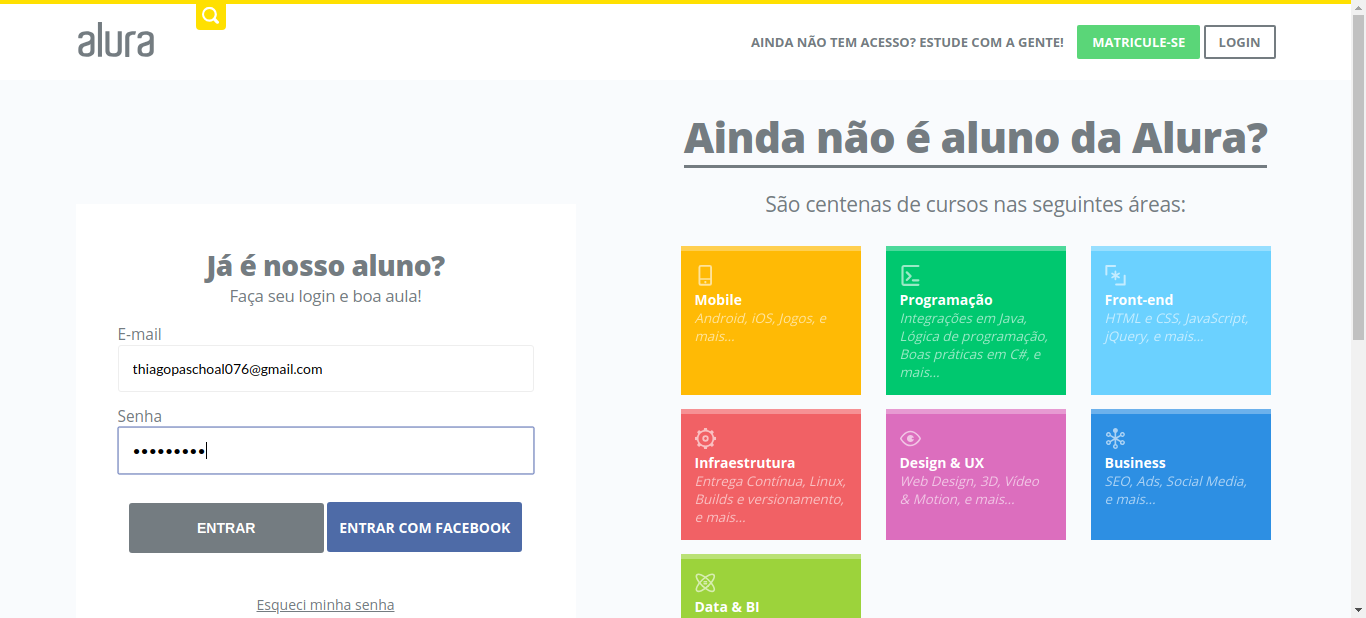 alura
AINDA NÃO TEM ACESSO? ESTUDE COM A GENTE!
MATRICULE-SE
LOGIN
Já é nosso aluno?
Faça seu login e boa aula!
E-mail
thiagopaschoal076@gmail.com
Senha
•••••••••
ENTRAR
ENTRAR COM FACEBOOK
Esqueci minha senha
Ainda não é aluno da Alura?
São centenas de cursos nas seguintes áreas:
Mobile
Android, iOS, Jogos, e
mais...
Programação
Integrações em Java,
Lógica de programação,
Boas práticas em C#, e
mais...
Front-end
HTML e CSS, JavaScript,
jQuery, e mais...
Infraestrutura
Entrega Contínua, Linux,
Builds e versionamento,
e mais...
Design & UX
Web Design, 3D, Vídeo
& Motion, e mais...
Business
SEO, Ads, Social Media,
e mais...
Data & BI